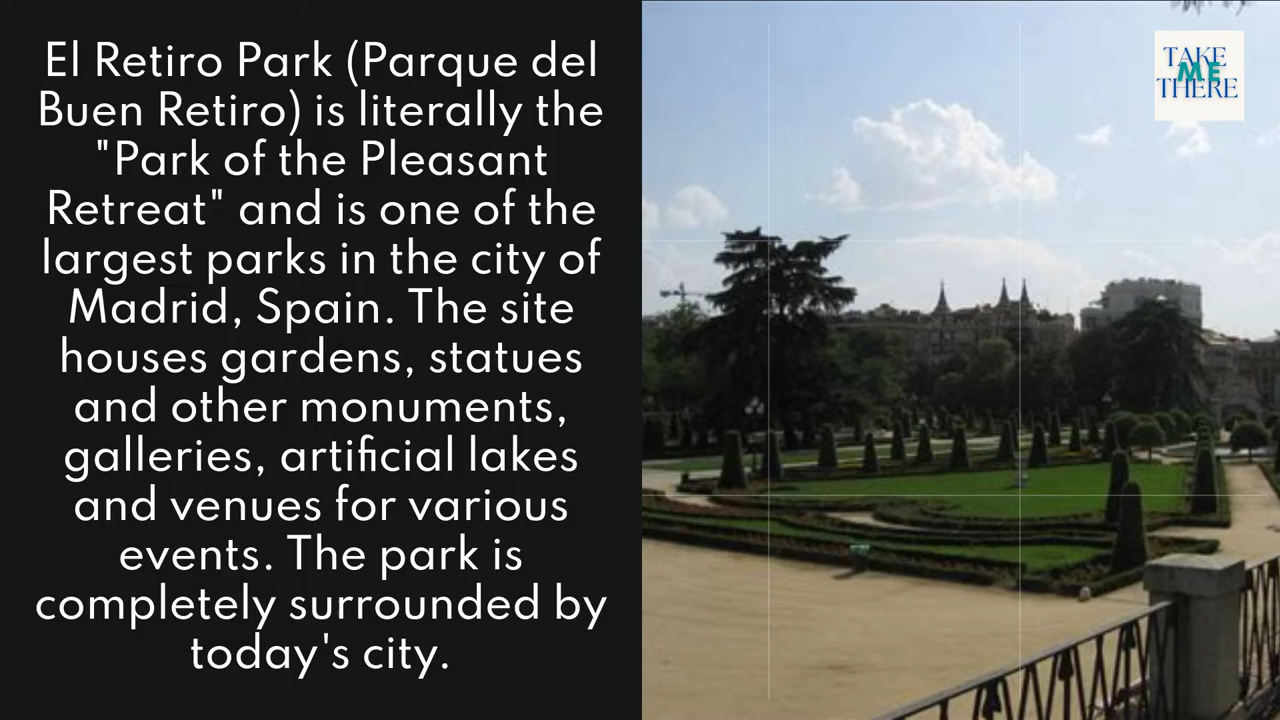 El Retiro Park (Parque del
Buen Retiro) is literally the
"Park of the Pleasant
Retreat" and is one of the
largest parks in the city of
Madrid, Spain. The site
houses gardens, statues
and other monuments,
galleries, artificial lakes
and venues for various
events. The park is
completely surrounded by
today's city.
TAKE
ME
THERE